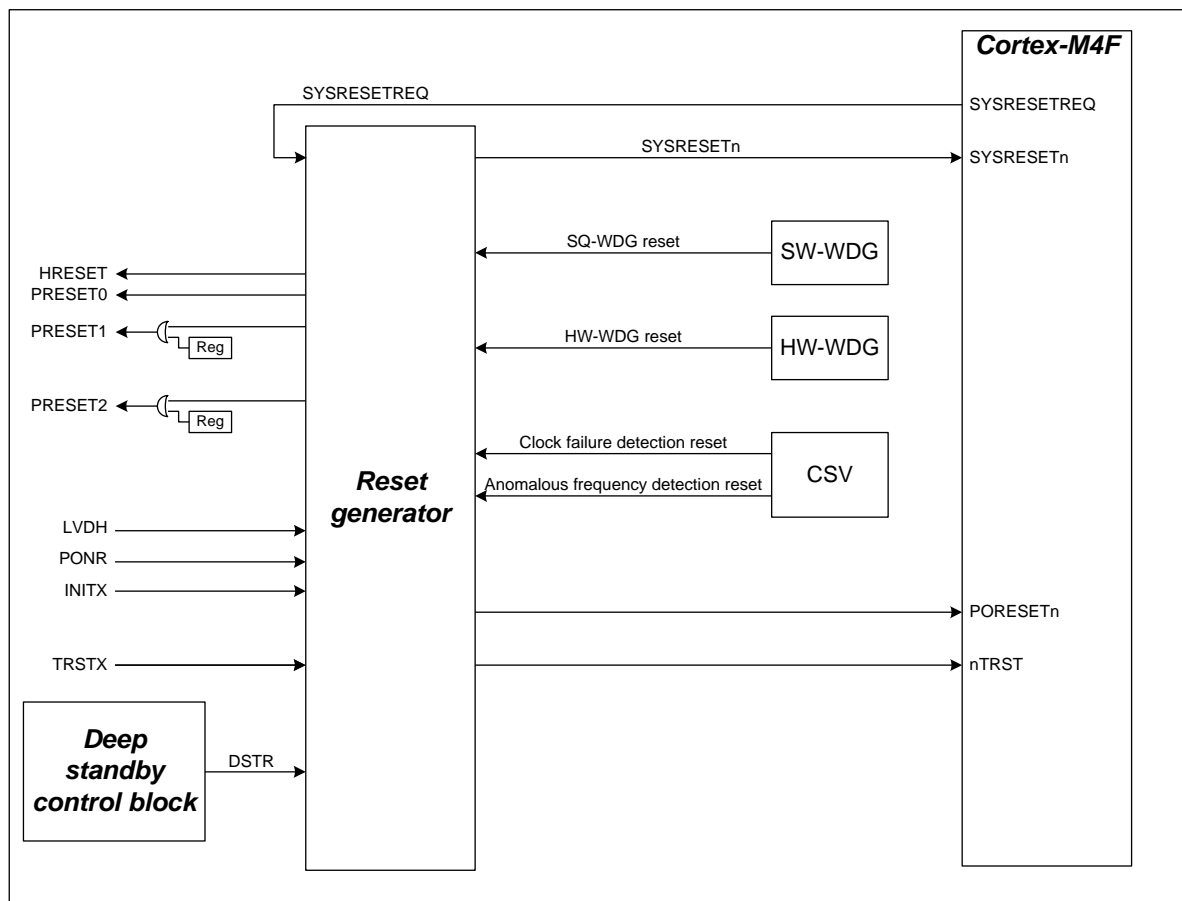 Cortex-M4F
SYSRESETREQ
SYSRESETREQ
SYSRESETn
SYSRESETn
SQ-WDG reset
SW-WDG
HRESET
PRESET0
PRESET1
Reg
HW-WDG reset
HW-WDG
PRESET2
Reg
Clock failure detection reset
Anomalous frequency detection reset
CSV
Reset
generator
LVDH
PONR
INITX
PORESETn
TRSTX
nTRST
Deep
standby
control block
DSTR